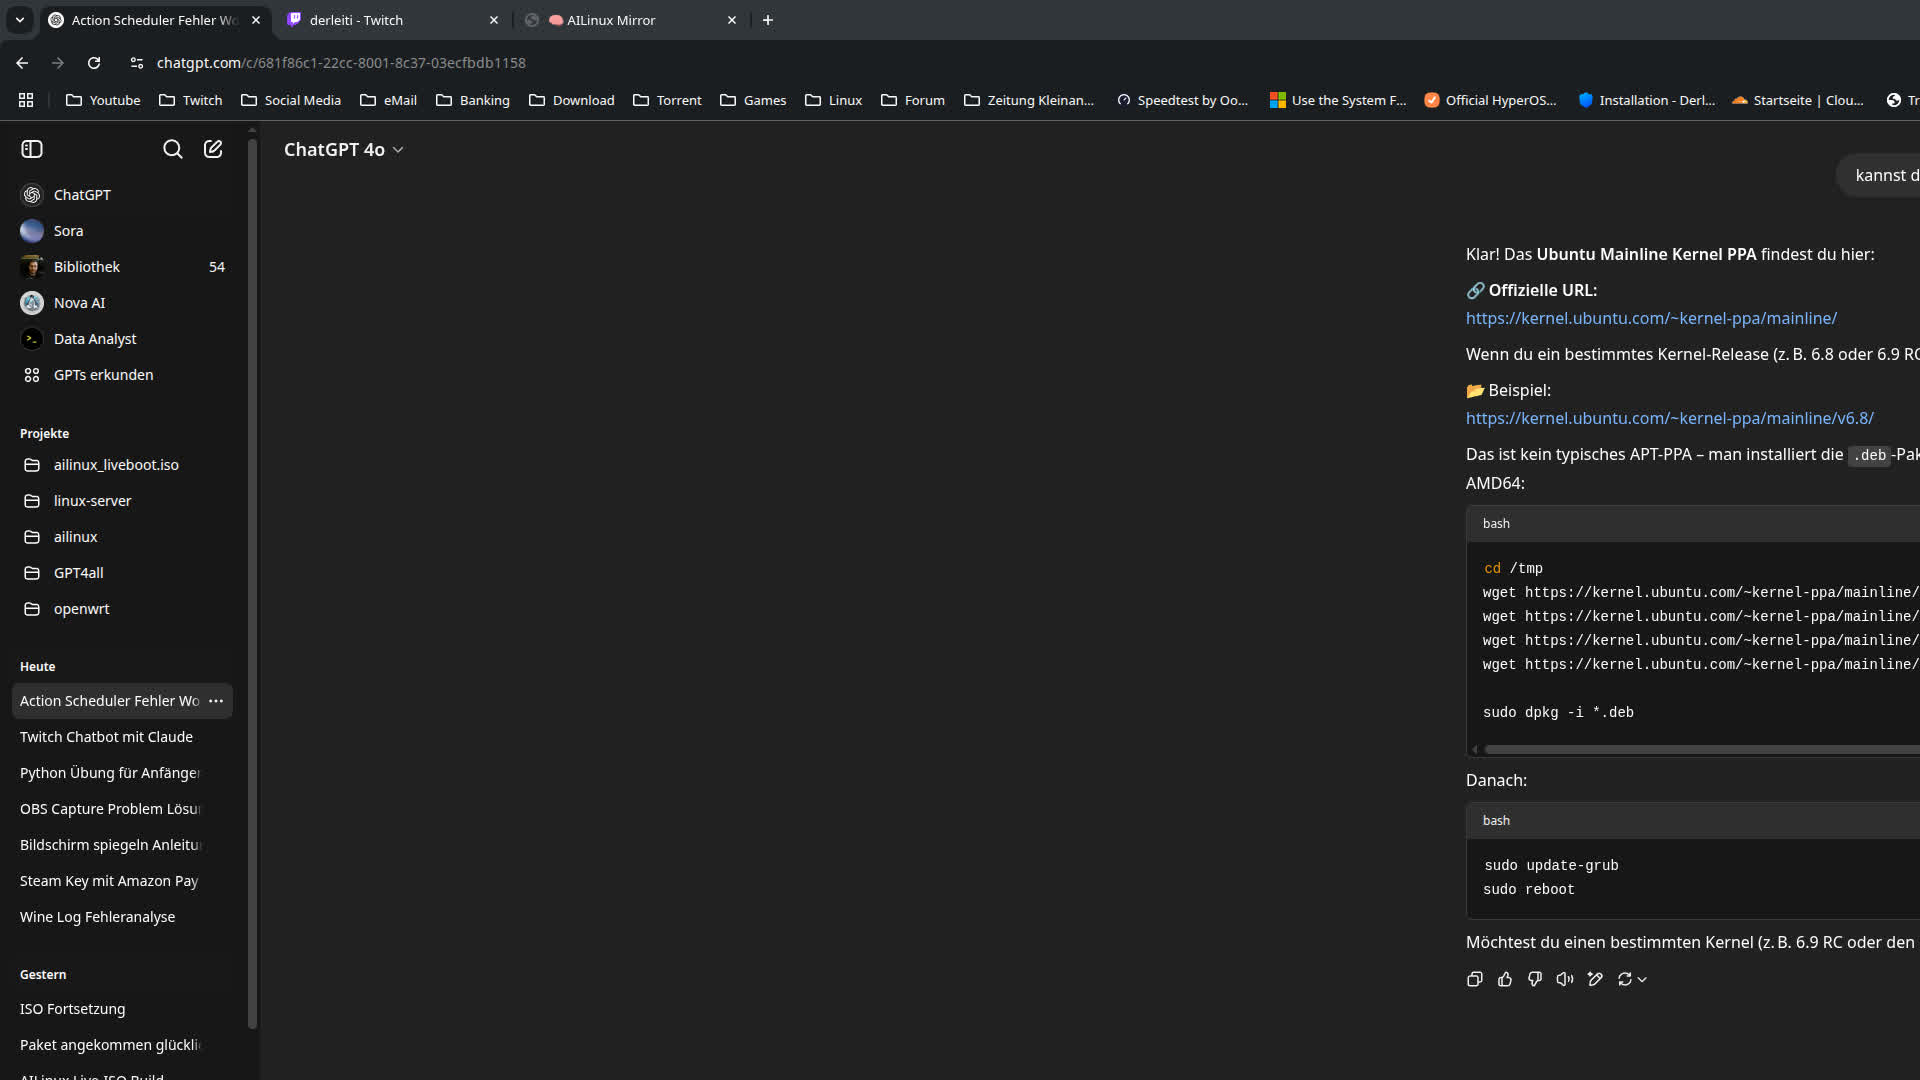 Action Scheduler Fehler Wo
derleiti - Twitch
AILinux Mirror
chatgpt.com/c/681f86c1-22cc-8001-8c37-03ecfbdb1158
Youtube
Twitch
Social Media
eMail
Banking
Download
Torrent
Games
Linux
Forum
Zeitung Kleinan...
Speedtest by Oo...
Use the System F...
Official HyperOS...
Installation - Derl...
Startseite | Clou...
Tr
ChatGPT 4o
ChatGPT
Sora
Bibliothek 54
Nova AI
Data Analyst
GPTs erkunden
Projekte
ailinux_liveboot.iso
linux-server
ailinux
GPT4all
openwrt
Heute
Action Scheduler Fehler Wo
Twitch Chatbot mit Claude
Python Übung für Anfänger
OBS Capture Problem Lösu
Bildschirm spiegeln Anleitu
Steam Key mit Amazon Pay
Wine Log Fehleranalyse
Gestern
ISO Fortsetzung
Paket angekommen glückli
AILinux Live ISO Build
kannst d
Klar! Das Ubuntu Mainline Kernel PPA findest du hier:
🔗 Offizielle URL:
https://kernel.ubuntu.com/~kernel-ppa/mainline/
Wenn du ein bestimmtes Kernel-Release (z. B. 6.8 oder 6.9 RC
📂 Beispiel:
https://kernel.ubuntu.com/~kernel-ppa/mainline/v6.8/
Das ist kein typisches APT-PPA – man installiert die .deb-Pak
AMD64:
bash
cd /tmp
wget https://kernel.ubuntu.com/~kernel-ppa/mainline/
wget https://kernel.ubuntu.com/~kernel-ppa/mainline/
wget https://kernel.ubuntu.com/~kernel-ppa/mainline/
wget https://kernel.ubuntu.com/~kernel-ppa/mainline/
sudo dpkg -i *.deb
Danach:
bash
sudo update-grub
sudo reboot
Möchtest du einen bestimmten Kernel (z. B. 6.9 RC oder den